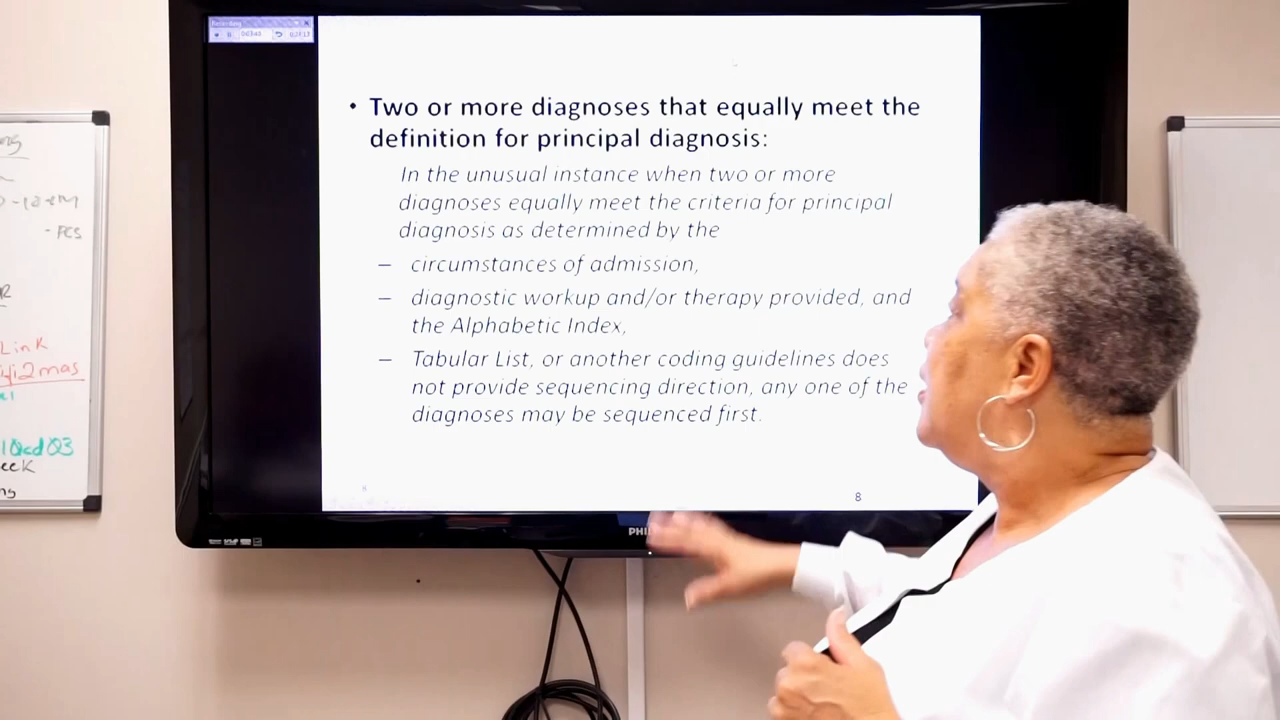 Recording
• Two or more diagnoses that equally meet the
definition for principal diagnosis:
In the unusual instance when two or more
diagnoses equally meet the criteria for principal
diagnosis as determined by the
– circumstances of admission,
– diagnostic workup and/or therapy provided, and
the Alphabetic Index,
– Tabular List, or another coding guidelines does
not provide sequencing direction, any one of the
diagnoses may be sequenced first.
8
- PCS
Link